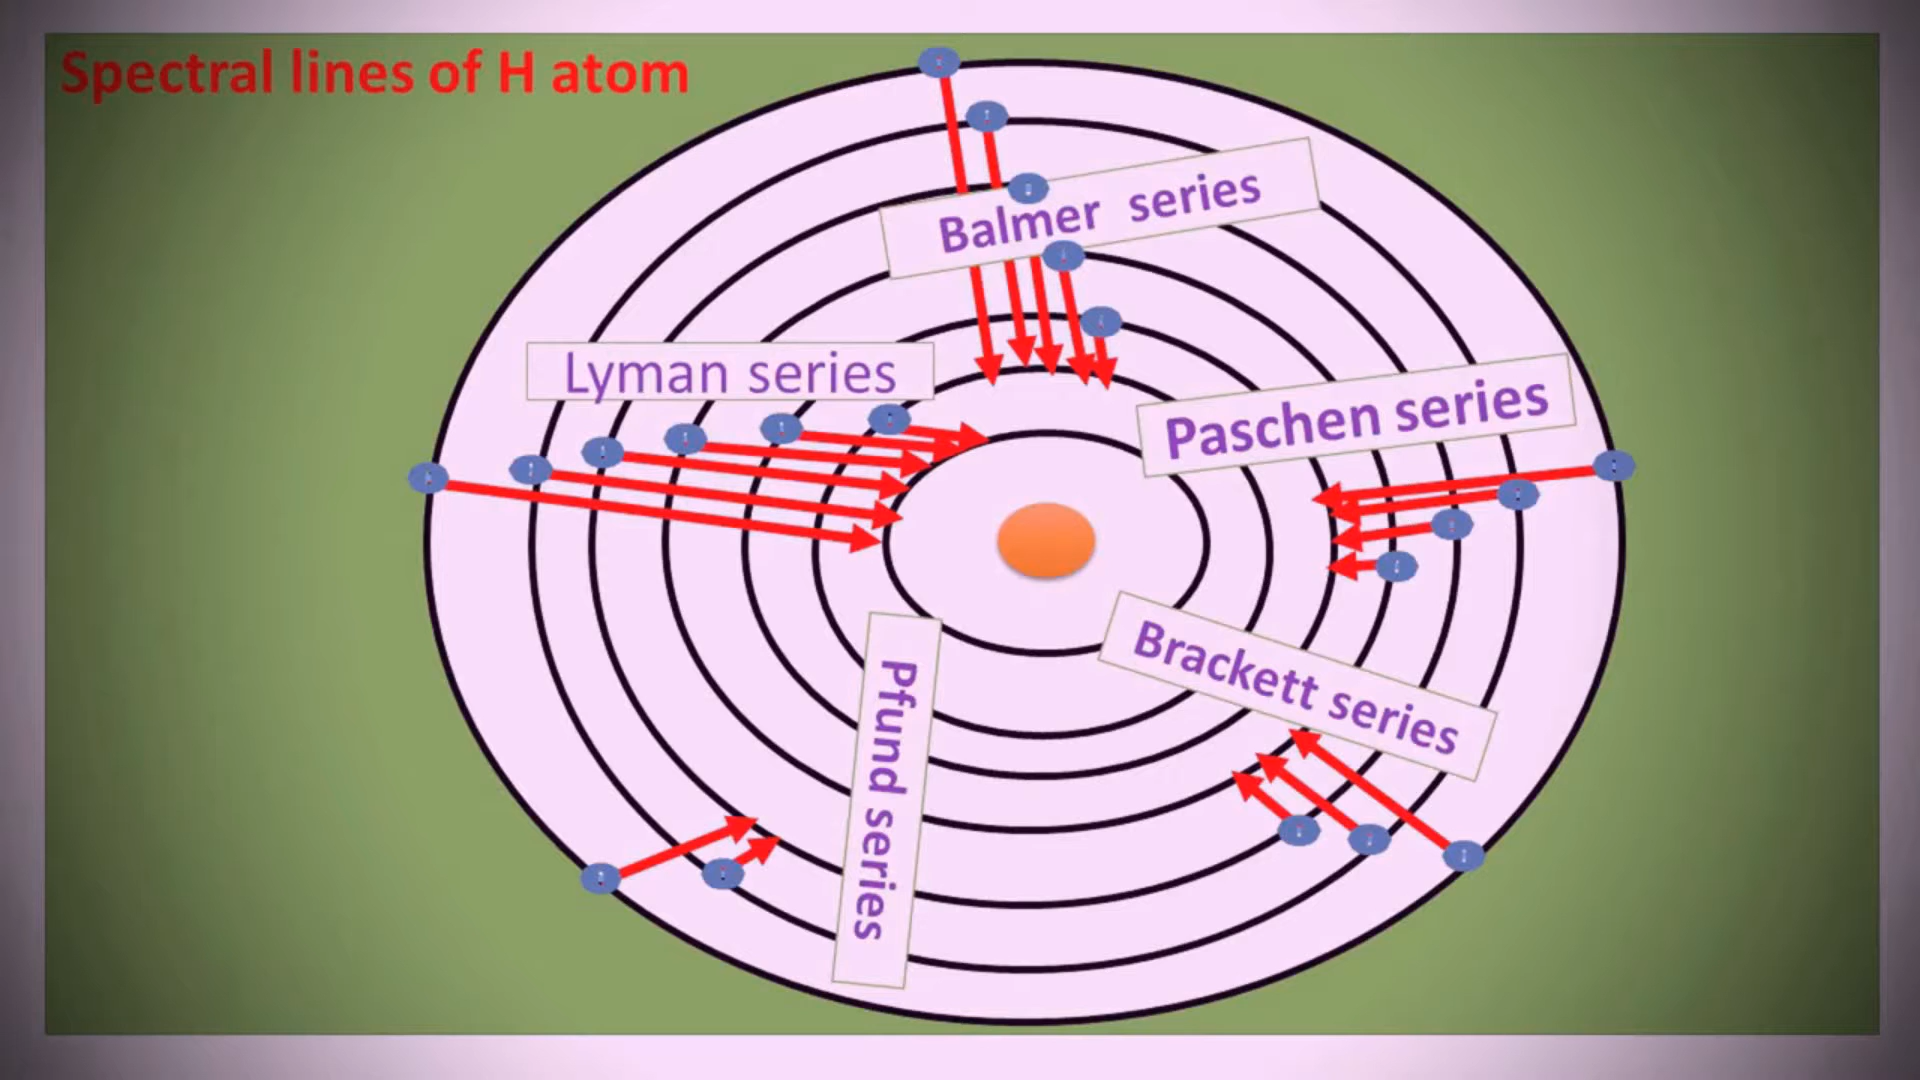 Spectral lines of H atom
Balmer series
Lyman series
Paschen series
Brackett series
Pfund series